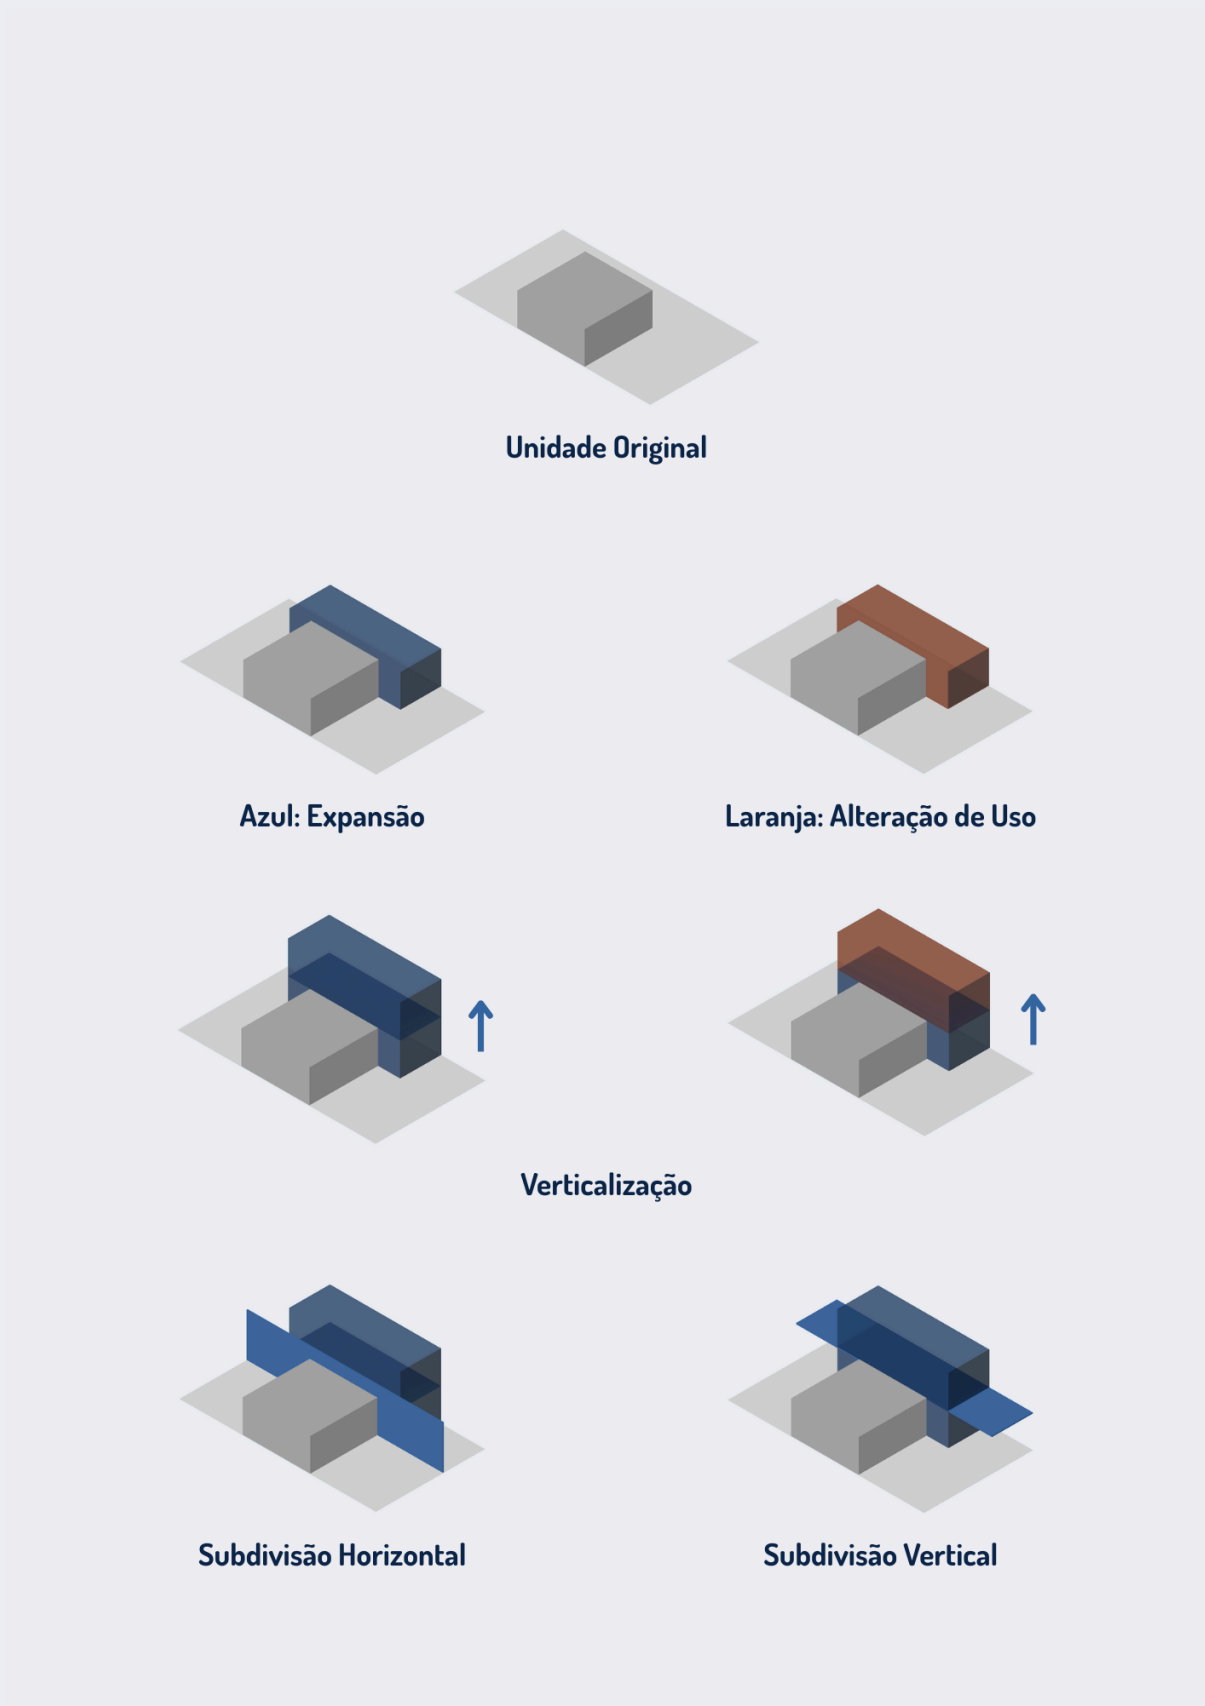 Unidade Original
Azul: Expansão
Laranja: Alteração de Uso
Verticalização
Subdivisão Horizontal
Subdivisão Vertical